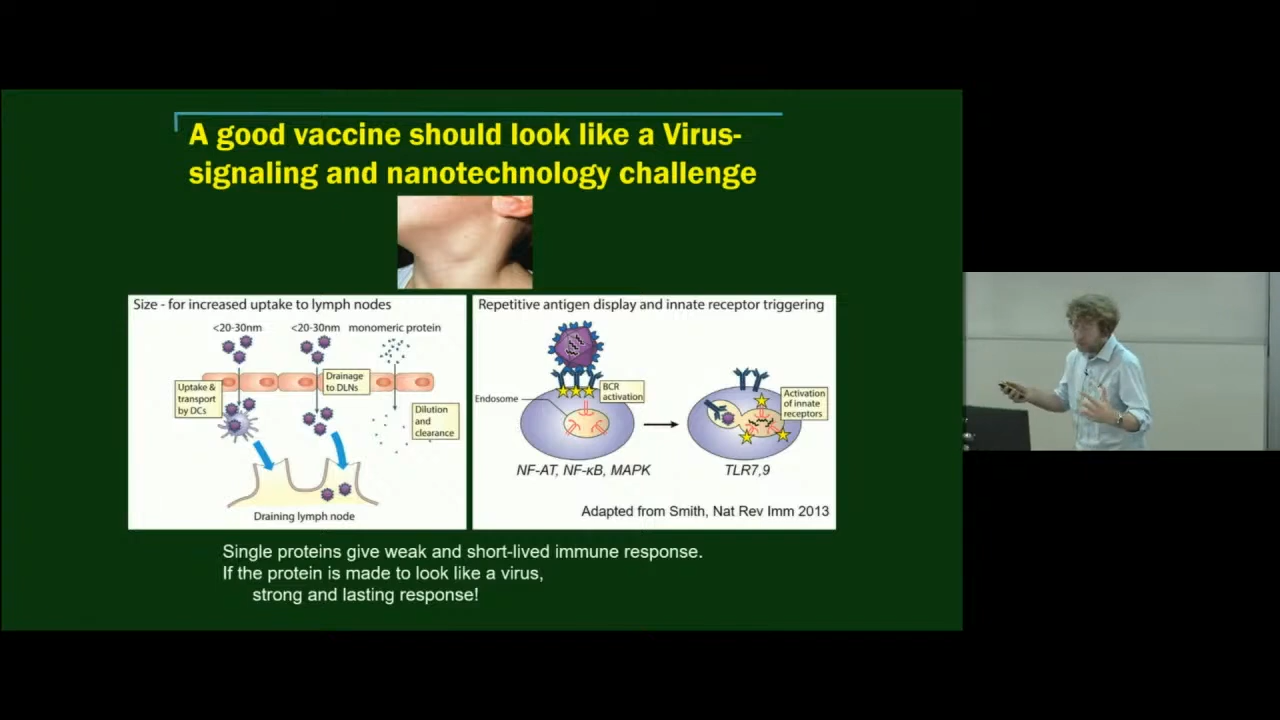 A good vaccine should look like a Virus-
signaling and nanotechnology challenge
Size - for increased uptake to lymph nodes
<20-30nm
<20-30nm
monomeric protein
Uptake &
transport
by DCs
Drainage
to DLNs
Dilution
and
clearance
Draining lymph node
Repetitive antigen display and innate receptor triggering
Endosome
BCR
activation
Activation
of innate
receptors
NF-AT, NF-κB, MAPK
TLR7,9
Adapted from Smith, Nat Rev Imm 2013
Single proteins give weak and short-lived immune response.
If the protein is made to look like a virus,
strong and lasting response!